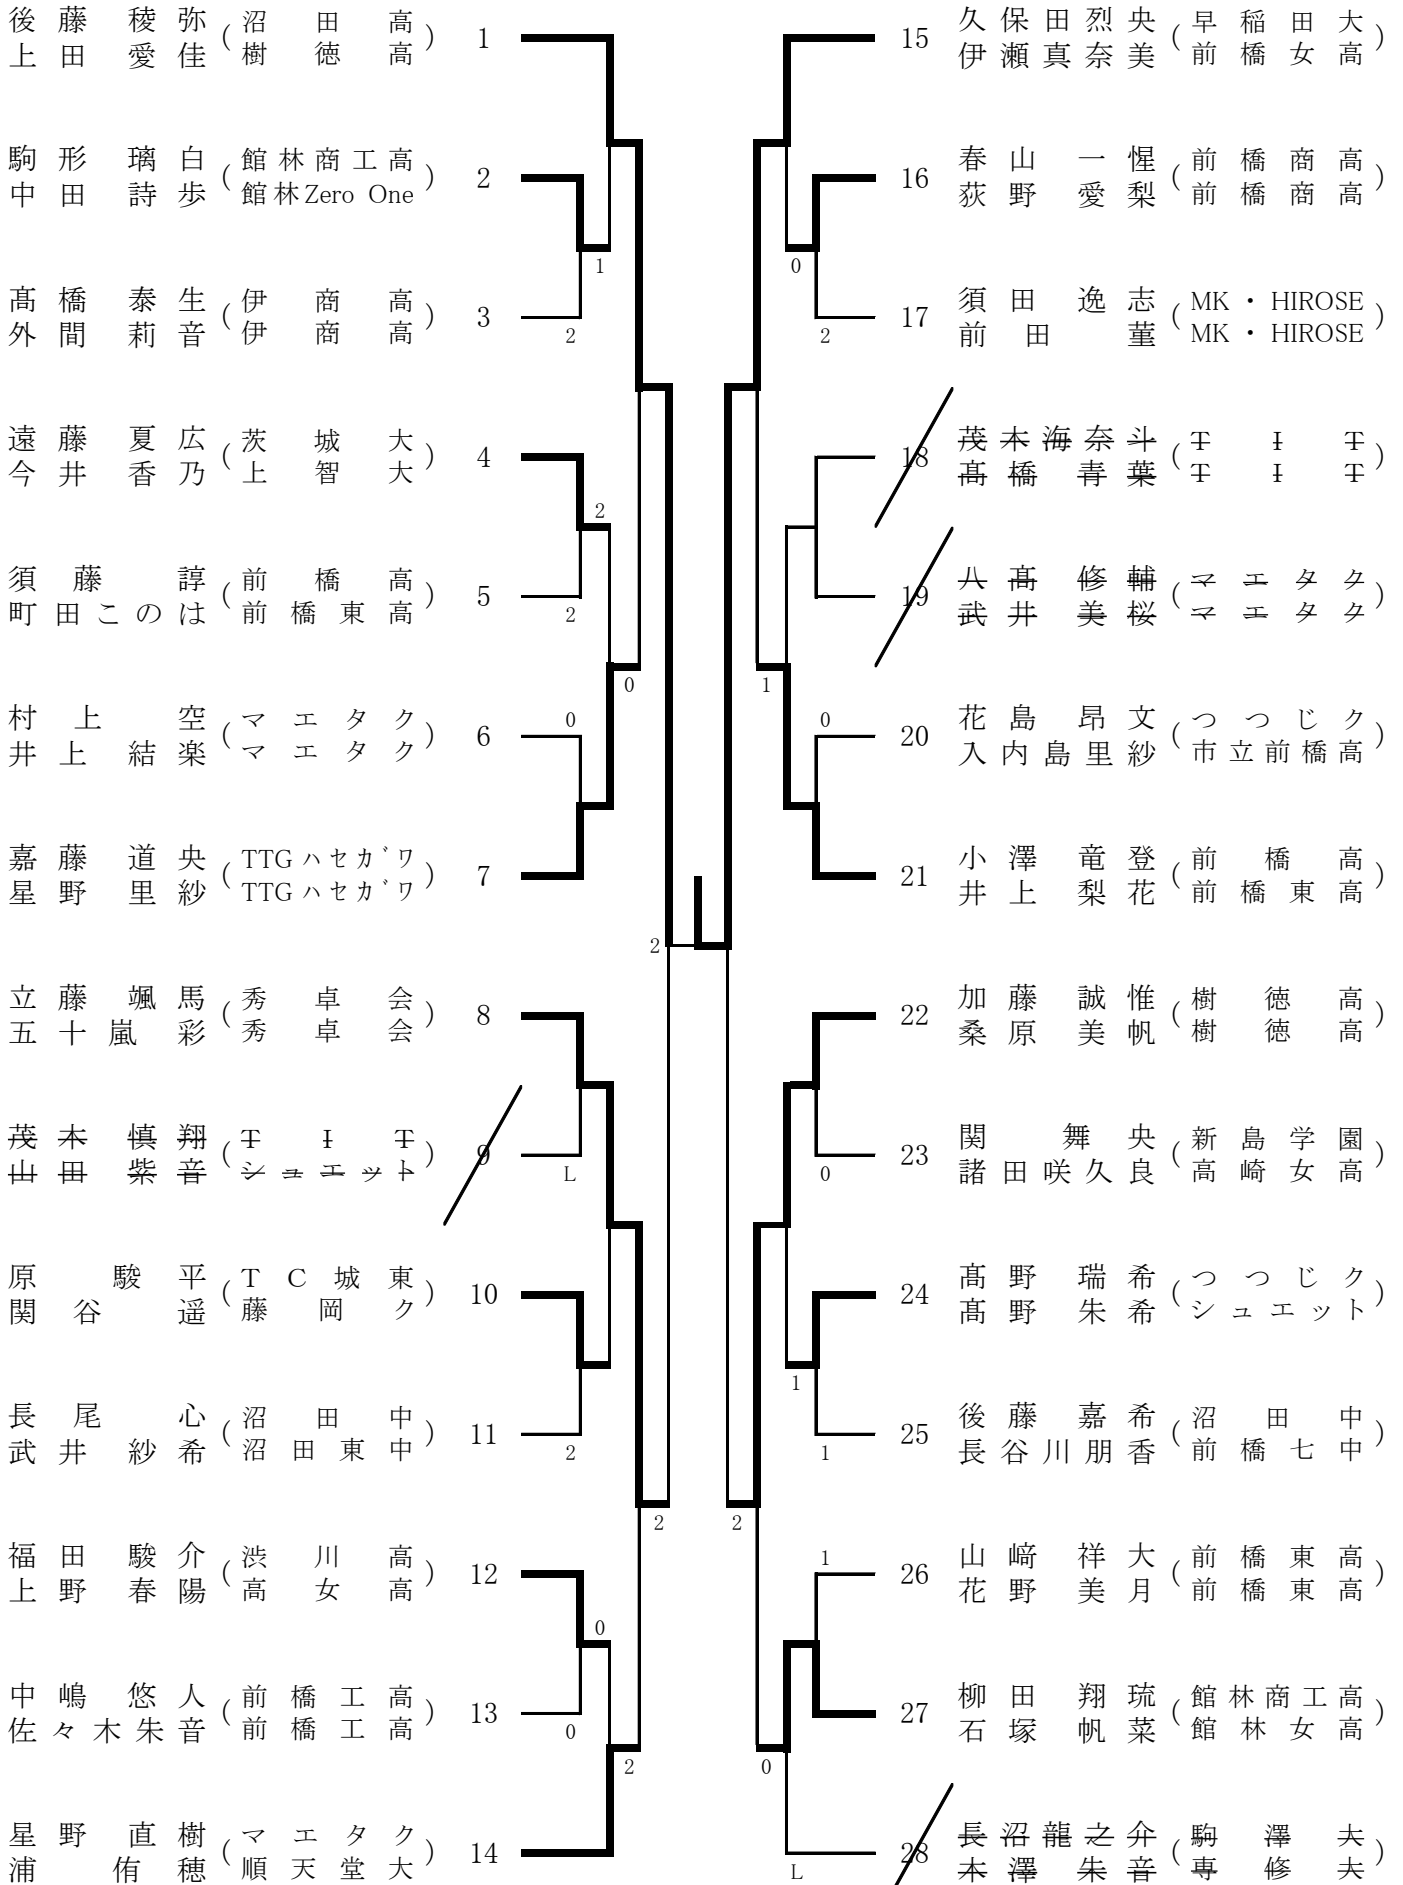 後藤稜弥(沼田高) 1
上田愛佳(樹徳高)
駒形璃白(館林商工高) 2
中田詩歩(館林Zero One)
1
髙橋泰生(伊商高) 3
外間莉音(伊商高)
2
遠藤夏広(茨城大) 4
今井香乃(上智大)
2
須藤諄(前橋高) 5
町田このは(前橋東高)
2
0
村上空(マエタク) 6
井上結楽(マエタク)
0
嘉藤道央(TTGハセガワ) 7
星野里紗(TTGハセガワ)
2
立藤颯馬(秀卓会) 8
五十嵐彩(秀卓会)
茂木慎翔(TIT) 9
山田紫音(シュエット)
L
原駿平(TC城東) 10
関谷遥(藤岡ク)
長尾心(沼田中) 11
武井紗希(沼田東中)
2
2
福田駿介(渋川高) 12
上野春陽(高女高)
0
中嶋悠人(前橋工高) 13
佐々木朱音(前橋工高)
0
2
星野直樹(マエタク) 14
浦侑穂(順天堂大)
15 久保田烈央(早稲田大)
伊瀬真奈美(前橋女高)
16 春山一惺(前橋商高)
荻野愛梨(前橋商高)
0
17 須田逸志(MK・HIROSE)
前田菫(MK・HIROSE)
2
18 茂木海奈斗(TIT)
髙橋青葉(TIT)
19 八髙修輔(マエタク)
武井美桜(マエタク)
1
0
20 花島昂文(つつじク)
入内島里紗(市立前橋高)
21 小澤竜登(前橋高)
井上梨花(前橋東高)
22 加藤誠惟(樹徳高)
桑原美帆(樹徳高)
23 関舞央(新島学園)
諸田咲久良(高崎女高)
0
24 髙野瑞希(つつじク)
髙野朱希(シュエット)
1
25 後藤嘉希(沼田中)
長谷川朋香(前橋七中)
1
2
1
26 山﨑祥大(前橋東高)
花野美月(前橋東高)
27 柳田翔琉(館林商工高)
石塚帆菜(館林女高)
0
28 長沼龍之介(駒澤大)
木澤朱音(専修大)
L